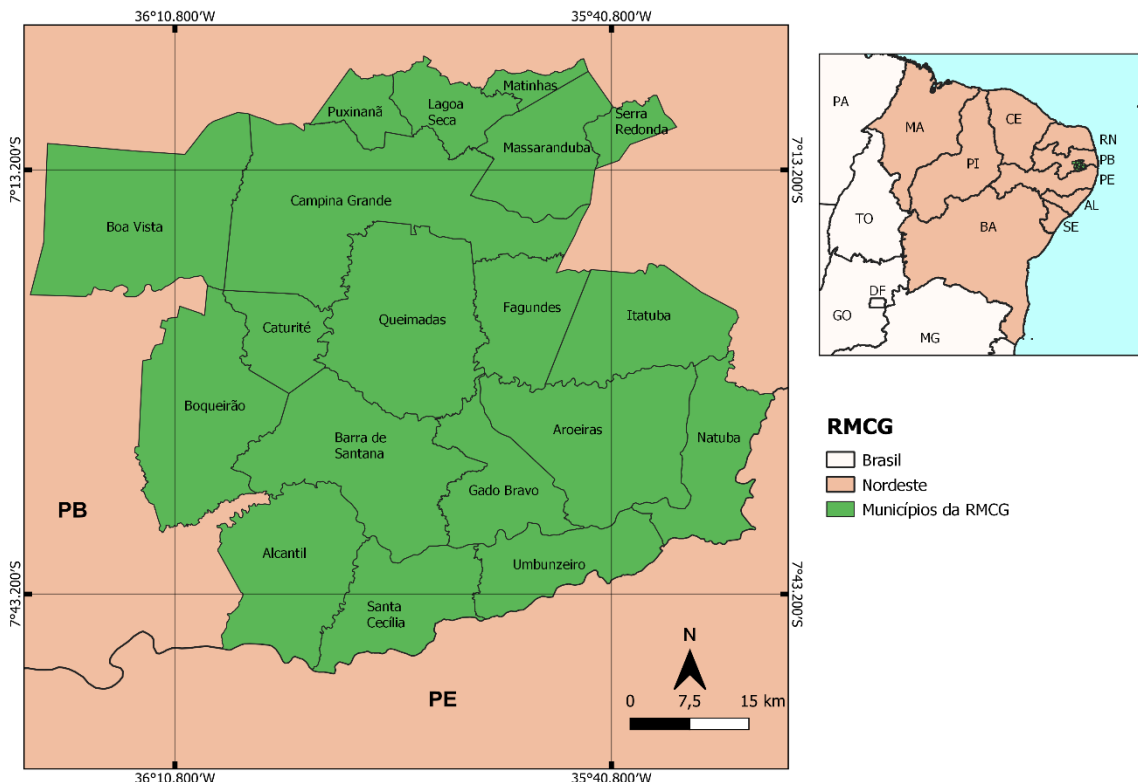 36°10.800'W
35°40.800'W
Matinhas
Puxinanã
Lagoa
Seca
Serra
Redonda
Massaranduba
7°13.200'S
7°13.200'S
Campina Grande
Boa Vista
Queimadas
Fagundes
Itatuba
Caturité
Boqueirão
Aroeiras
Natuba
Barra de
Santana
Gado Bravo
PB
Alcantil
Umbunzeiro
7°43.200'S
7°43.200'S
Santa
Cecília
PE
N
0 7,5 15 km
36°10.800'W
35°40.800'W
PA
MA
CE
RN
PB
PI
PE
AL
TO
BA
SE
DF
GO
MG
RMCG
Brasil
Nordeste
Municípios da RMCG